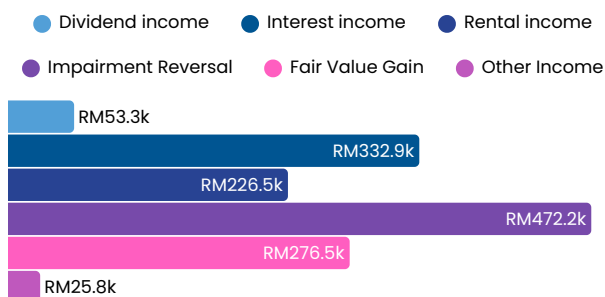 Dividend income Interest income Rental income
Impairment Reversal Fair Value Gain Other Income
RM53.3k
RM332.9k
RM226.5k
RM472.2k
RM276.5k
RM25.8k